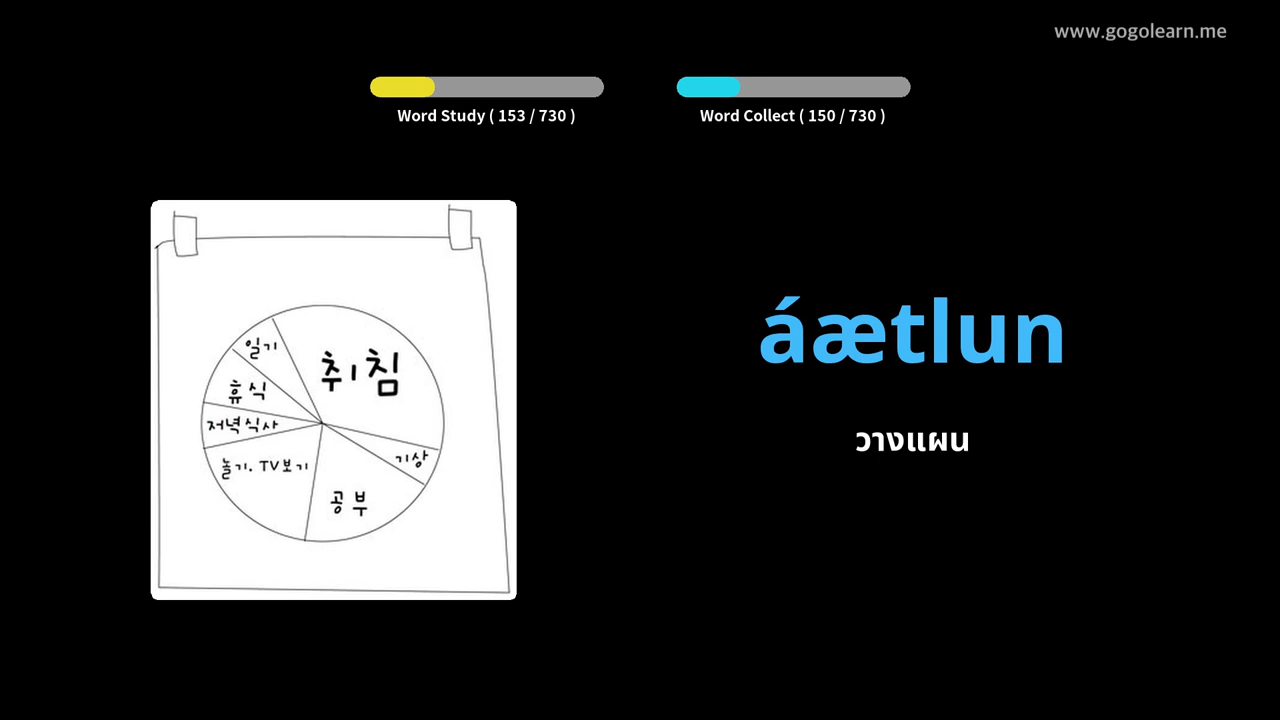 www.gogolearn.me
Word Study ( 153 / 730 )
Word Collect ( 150 / 730 )
일기
취침
휴식
저녁식사
기상
놀기. TV보기
공부
áætlun
วางแผน